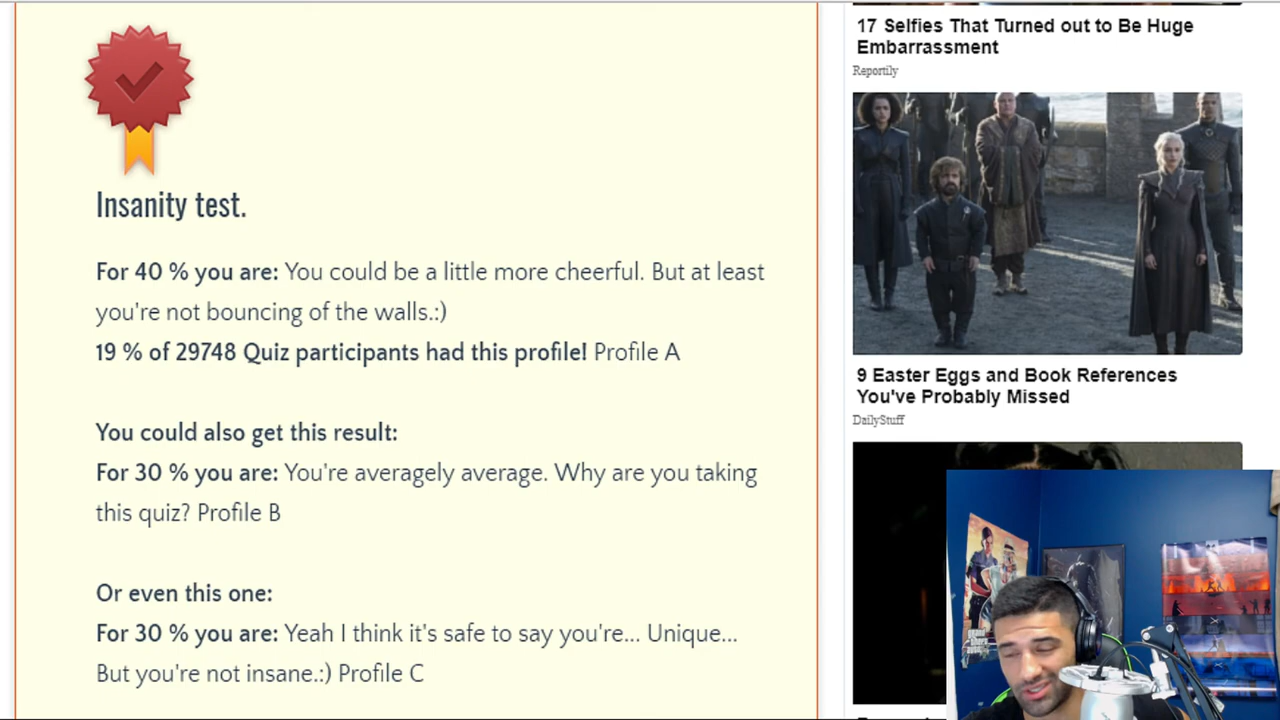 Insanity test.
For 40 % you are: You could be a little more cheerful. But at least
you're not bouncing of the walls.:)
19 % of 29748 Quiz participants had this profile! Profile A
You could also get this result:
For 30 % you are: You're averagely average. Why are you taking
this quiz? Profile B
Or even this one:
For 30 % you are: Yeah I think it's safe to say you're... Unique...
But you're not insane.:) Profile C
17 Selfies That Turned out to Be Huge
Embarrassment
Reportily
9 Easter Eggs and Book References
You've Probably Missed
DailyStuff